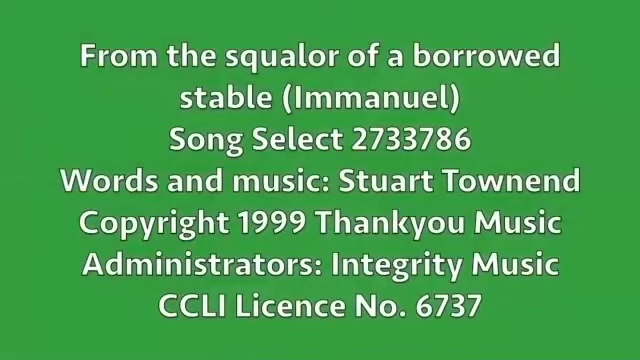 From the squalor of a borrowed
stable (Immanuel)
Song Select 2733786
Words and music: Stuart Townend
Copyright 1999 Thankyou Music
Administrators: Integrity Music
CCLI Licence No. 6737